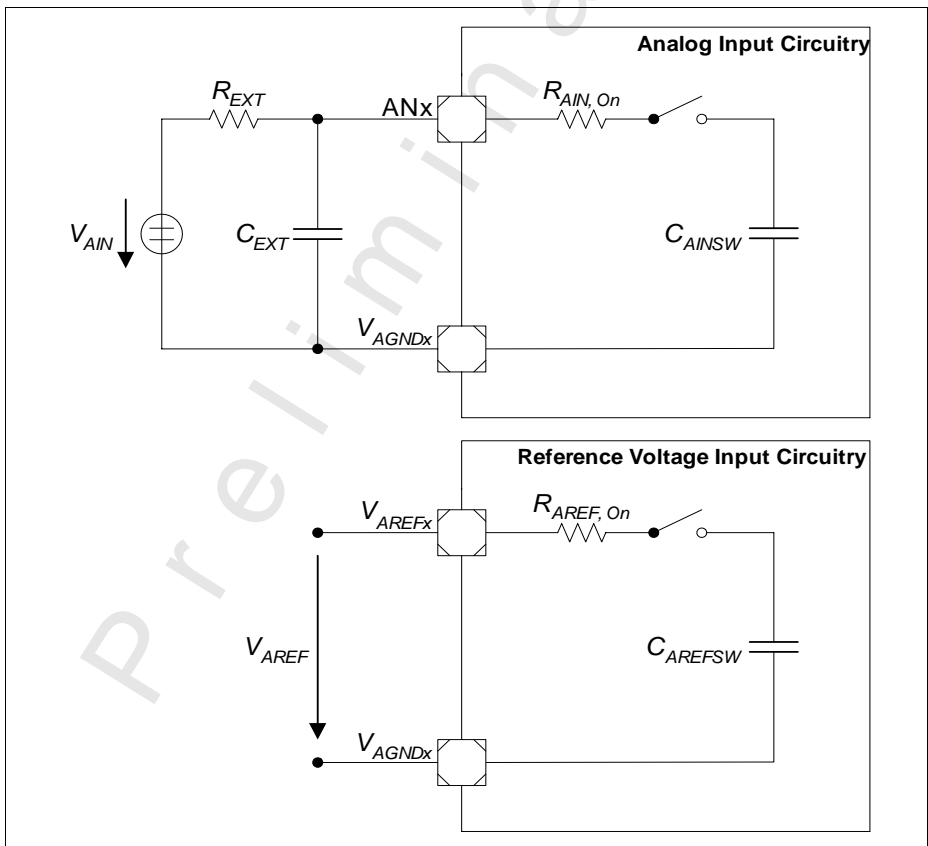 Analog Input Circuitry
R_EXT
ANx
R_AIN, On
V_AIN
C_EXT
C_AINSW
V_AGNDx
Reference Voltage Input Circuitry
V_AREFx
R_AREF, On
V_AREF
C_AREFSW
V_AGNDx
Prelimina